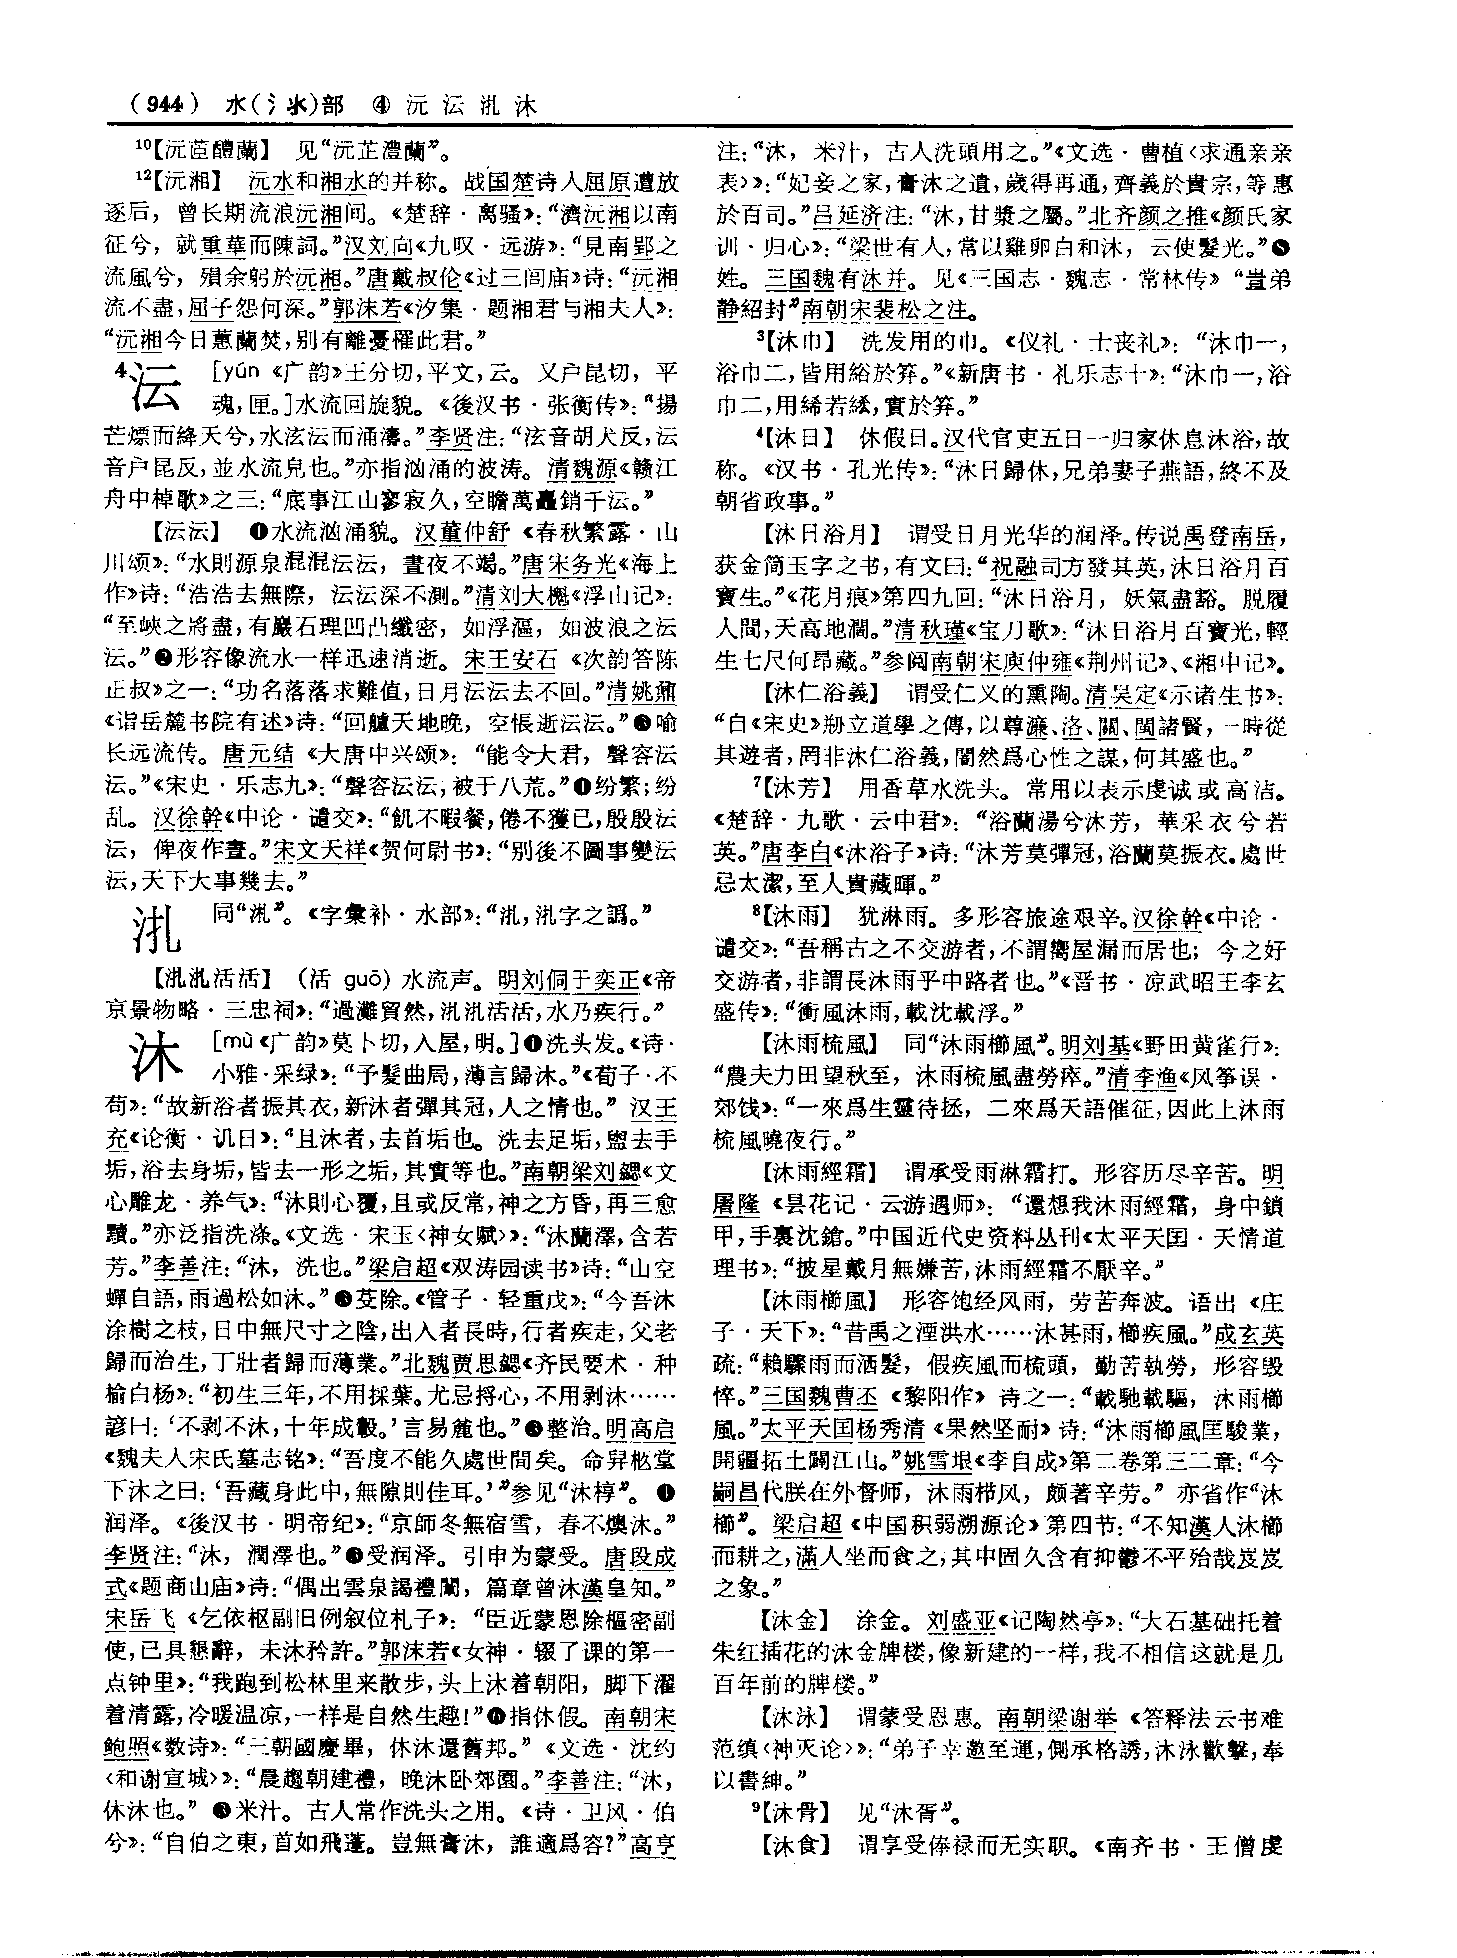 （944） 水(氵氺)部 ④ 沅 沄 汃 沐
10【沅茝醴蘭】 见“沅芷澧蘭”。
12【沅湘】 沅水和湘水的并称。战国楚诗人屈原遭放
逐后，曾长期流浪沅湘间。《楚辞·离骚》：“濟沅湘以南
征兮，就重華而陳詞。”汉刘向《九叹·远游》：“見南郢之
流風兮，殞余躬於沅湘。”唐戴叔伦《过三闾庙》诗：“沅湘
流不盡，屈子怨何深。”郭沫若《汐集·题湘君与湘夫人》：
“沅湘今日蕙蘭焚，别有離憂罹此君。”
4沄 [yún《广韵》王分切，平文，云。又户昆切，平
魂，匣。]水流回旋貌。《後汉书·张衡传》：“揚
芒熛而絳天兮，水泫沄而涌濤。”李贤注：“泫音胡犬反，沄
音户昆反，並水流皃也。”亦指汹涌的波涛。清魏源《赣江
舟中棹歌》之三：“底事江山寥寂久，空瞻萬矗銷千沄。”
【沄沄】 ❶水流汹涌貌。汉董仲舒《春秋繁露·山
川颂》：“水則源泉混混沄沄，晝夜不竭。”唐宋务光《海上
作》诗：“浩浩去無際，沄沄深不測。”清刘大櫆《浮山记》：
“至峽之將盡，有巖石理凹凸纖密，如浮漚，如波浪之沄
沄。”❷形容像流水一样迅速消逝。宋王安石《次韵答陈
正叔》之一：“功名落落求難值，日月沄沄去不回。”清姚鼐
《诣岳麓书院有述》诗：“回艫天地晚，空悵逝沄沄。”❸喻
长远流传。唐元结《大唐中兴颂》：“能令大君，聲容沄
沄。”《宋史·乐志九》：“聲容沄沄，被于八荒。”❹纷繁；纷
乱。汉徐幹《中论·谴交》：“飢不暇餐，倦不獲已，殷殷沄
沄，俾夜作晝。”宋文天祥《贺何尉书》：“别後不圖事變沄
沄，天下大事幾去。”
同“汃”。《字彙补·水部》：“汃，汃字之譌。”
活活】 (活 guō) 水流声。明刘侗于奕正《帝
京景物略·三忠祠》：“過灘貿然，活活，水乃疾行。”
沐 [mù《广韵》莫卜切，入屋，明。]❶洗头发。《诗·
小雅·采绿》：“予髮曲局，薄言歸沐。”《荀子·不
苟》：“故新浴者振其衣，新沐者彈其冠，人之情也。”汉王
充《论衡·讥日》：“且沐者，去首垢也。洗去足垢，盥去手
垢，浴去身垢，皆去一形之垢，其實等也。”南朝梁刘勰《文
心雕龙·养气》：“沐則心覆，且或反常，神之方昏，再三愈
黷。”亦泛指洗涤。《文选·宋玉〈神女赋〉》：“沐蘭澤，含若
芳。”李善注：“沐，洗也。”梁启超《双涛园读书》诗：“山空
蟬自語，雨過松如沐。”❷芟除。《管子·轻重戊》：“今吾沐
涂樹之枝，日中無尺寸之陰，出入者長時，行者疾走，父老
歸而治生，丁壯者歸而薄業。”北魏贾思勰《齐民要术·种
榆白杨》：“初生三年，不用採葉。尤忌捋心，不用剥沐……
諺曰：‘不剥不沐，十年成轂。’言易麄也。”❸整治。明高启
《魏夫人宋氏墓志铭》：“吾度不能久處世間矣。命舁柩堂
下沐之曰：‘吾藏身此中，無隙則佳耳。’”参见“沐椁”。❹
润泽。《後汉书·明帝纪》：“京師冬無宿雪，春不燠沐。”
李贤注：“沐，潤澤也。”❺受润泽。引申为蒙受。唐段成
式《题商山庙》诗：“偶出雲泉謁禮闈，篇章曾沐漢皇知。”
宋岳飞《乞依枢副旧例叙位札子》：“臣近蒙恩除樞密副
使，已具懇辭，未沐矜許。”郭沫若《女神·辍了课的第一
点钟里》：“我跑到松林里来散步，头上沐着朝阳，脚下濯
着清露，冷暖温凉，一样是自然生趣！”❻指休假。南朝宋
鲍照《数诗》：“三朝國慶畢，休沐還舊邦。”《文选·沈约
〈和谢宣城〉》：“晨趨朝建禮，晚沐卧郊園。”李善注：“沐，
休沐也。”❼米汁。古人常作洗头之用。《诗·卫风·伯
兮》：“自伯之東，首如飛蓬。豈無膏沐，誰適爲容？”高亨
注：“沐，米汁，古人洗頭用之。”《文选·曹植〈求通亲亲
表〉》：“妃妾之家，膏沐之遺，歲得再通，齊義於貴宗，等惠
於百司。”吕延济注：“沐，甘漿之屬。”北齐颜之推《颜氏家
训·归心》：“梁世有人，常以雞卵白和沐，云使髮光。”❽
姓。三国魏有沐并。见《三国志·魏志·常林传》“豈弟
静紹封”南朝宋裴松之注。
3【沐巾】 洗发用的巾。《仪礼·士丧礼》：“沐巾一，
浴巾二，皆用綌於笲。”《新唐书·礼乐志十》：“沐巾一，浴
巾二，用絺若綌，實於笲。”
4【沐日】 休假日。汉代官吏五日一归家休息沐浴，故
称。《汉书·孔光传》：“沐日歸休，兄弟妻子燕語，終不及
朝省政事。”
【沐日浴月】 谓受日月光华的润泽。传说禹登南岳，
获金简玉字之书，有文曰：“祝融司方發其英，沐日浴月百
寶生。”《花月痕》第四九回：“沐日浴月，妖氣盡豁。脱履
人間，天高地濶。”清秋瑾《宝刀歌》：“沐日浴月百寶光，輕
生七尺何昂藏。”参阅南朝宋庾仲雍《荆州记》、《湘中记》。
【沐仁浴義】 谓受仁义的熏陶。清吴定《示诸生书》：
“自《宋史》刱立道學之傳，以尊濂、洛、關、閩諸賢，一時從
其遊者，罔非沐仁浴義，闇然爲心性之謀，何其盛也。”
7【沐芳】 用香草水洗头。常用以表示虔诚或高洁。
《楚辞·九歌·云中君》：“浴蘭湯兮沐芳，華采衣兮若
英。”唐李白《沐浴子》诗：“沐芳莫彈冠，浴蘭莫振衣。處世
忌太潔，至人貴藏暉。”
8【沐雨】 犹淋雨。多形容旅途艰辛。汉徐幹《中论·
谴交》：“吾稱古之不交游者，不謂嚮屋漏而居也；今之好
交游者，非謂長沐雨乎中路者也。”《晋书·凉武昭王李玄
盛传》：“衝風沐雨，載沈載浮。”
【沐雨梳風】 同“沐雨櫛風”。明刘基《野田黄雀行》：
“農夫力田望秋至，沐雨梳風盡勞瘁。”清李渔《风筝误·
郊饯》：“一來爲生靈待拯，二來爲天語催征，因此上沐雨
梳風曉夜行。”
【沐雨經霜】 谓承受雨淋霜打。形容历尽辛苦。明
屠隆《昙花记·云游遇师》：“還想我沐雨經霜，身中鎖
甲，手裏沈鎗。”中国近代史资料丛刊《太平天囯·天情道
理书》：“披星戴月無嫌苦，沐雨經霜不厭辛。”
【沐雨櫛風】 形容饱经风雨，劳苦奔波。语出《庄
子·天下》：“昔禹之湮洪水……沐甚雨，櫛疾風。”成玄英
疏：“賴驟雨而洒髮，假疾風而梳頭，勤苦執勞，形容毁
悴。”三国魏曹丕《黎阳作》诗之一：“載馳載驅，沐雨櫛
風。”太平天囯杨秀清《果然坚耐》诗：“沐雨櫛風匡駿業，
開疆拓土闢江山。”姚雪垠《李自成》第二卷第三二章：“今
嗣昌代朕在外督师，沐雨栉风，颇著辛劳。”亦省作“沐
櫛”。梁启超《中国积弱溯源论》第四节：“不知漢人沐櫛
而耕之，滿人坐而食之，其中固久含有抑鬱不平殆哉岌岌
之象。”
【沐金】 涂金。刘盛亚《记陶然亭》：“大石基础托着
朱红插花的沐金牌楼，像新建的一样，我不相信这就是几
百年前的牌楼。”
【沐泳】 谓蒙受恩惠。南朝梁谢举《答释法云书难
范缜〈神灭论〉》：“弟子幸邀至運，側承格誘，沐泳歡擊，奉
以書紳。”
9【沐骨】 见“沐胥”。
【沐食】 谓享受俸禄而无实职。《南齐书·王僧虔